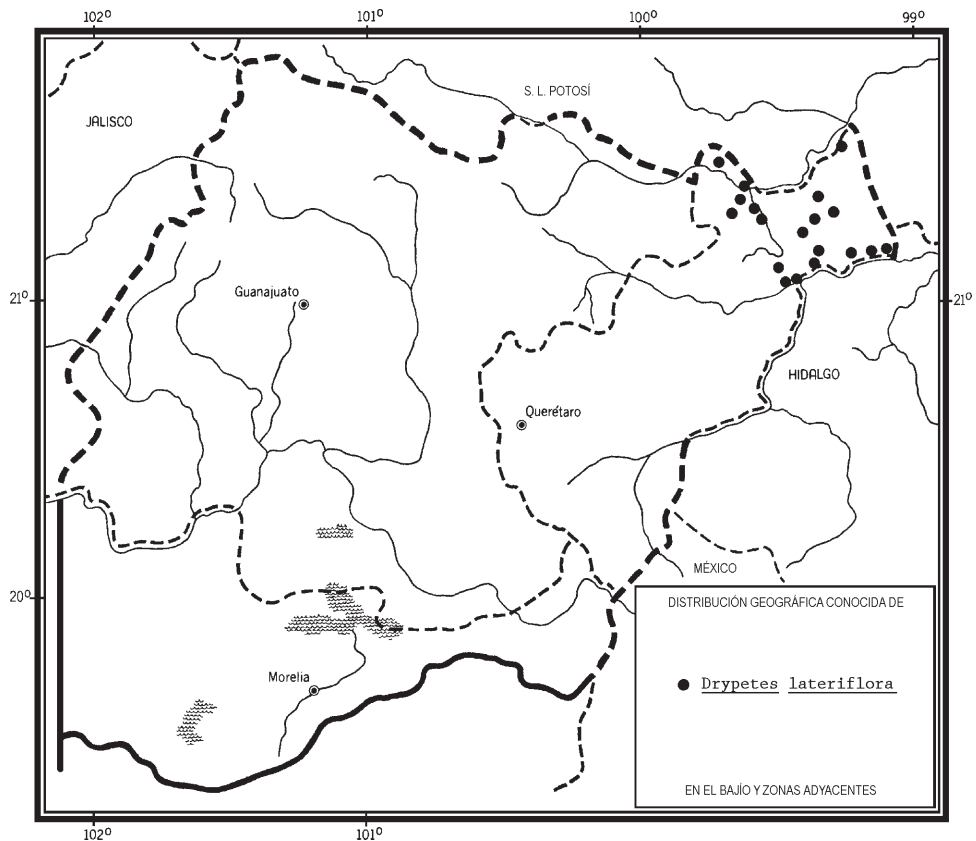 102° 101° 100° 99°
S. L. POTOSÍ
JALISCO
Guanajuato
21° 21°
HIDALGO
Querétaro
MÉXICO
20°
DISTRIBUCIÓN GEOGRÁFICA CONOCIDA DE
Morelia
Drypetes lateriflora
EN EL BAJÍO Y ZONAS ADYACENTES
102° 101°